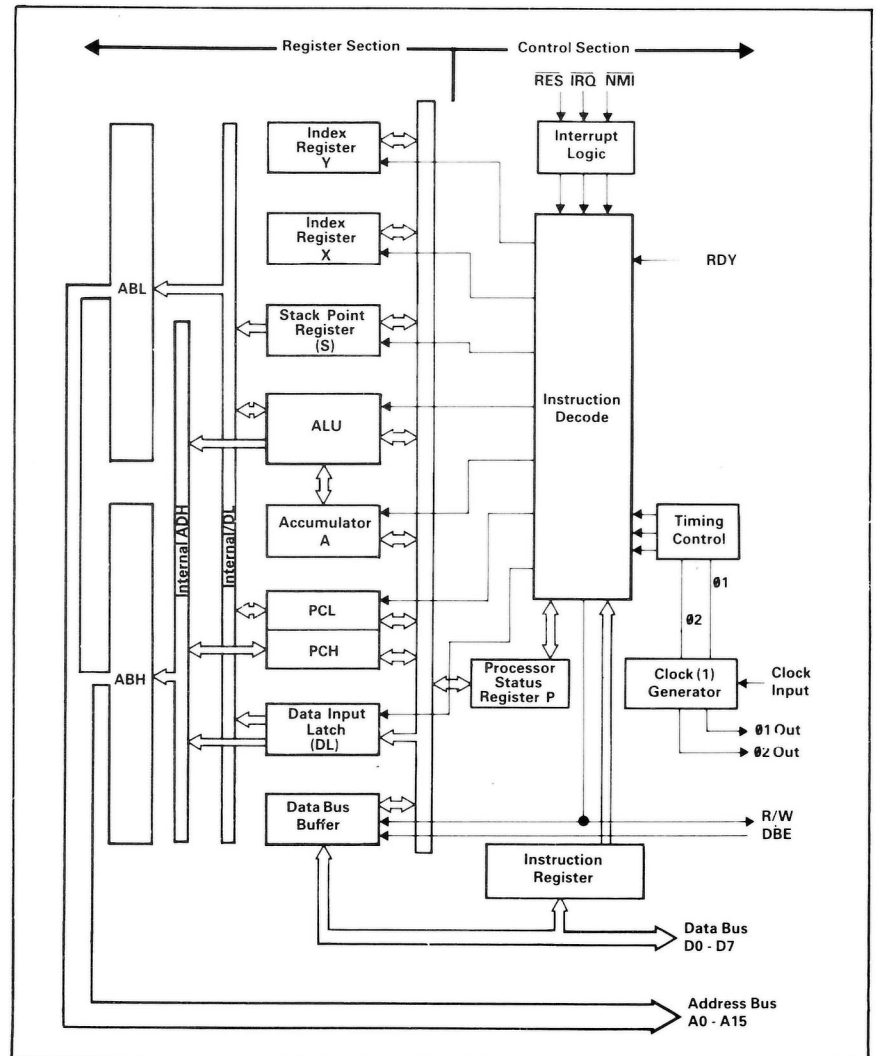 Register Section
Control Section
RES IRQ NMI
Interrupt
Logic
Index
Register
Y
Index
Register
X
RDY
ABL
Stack Point
Register
(S)
Instruction
Decode
ALU
Accumulator
A
Timing
Control
Internal ADH
Internal/DL
Ø1
Ø2
PCL
PCH
ABH
Processor
Status
Register P
Clock (1)
Generator
Clock
Input
Data Input
Latch
(DL)
Ø1 Out
Ø2 Out
Data Bus
Buffer
R/W
DBE
Instruction
Register
Data Bus
D0 - D7
Address Bus
A0 - A15